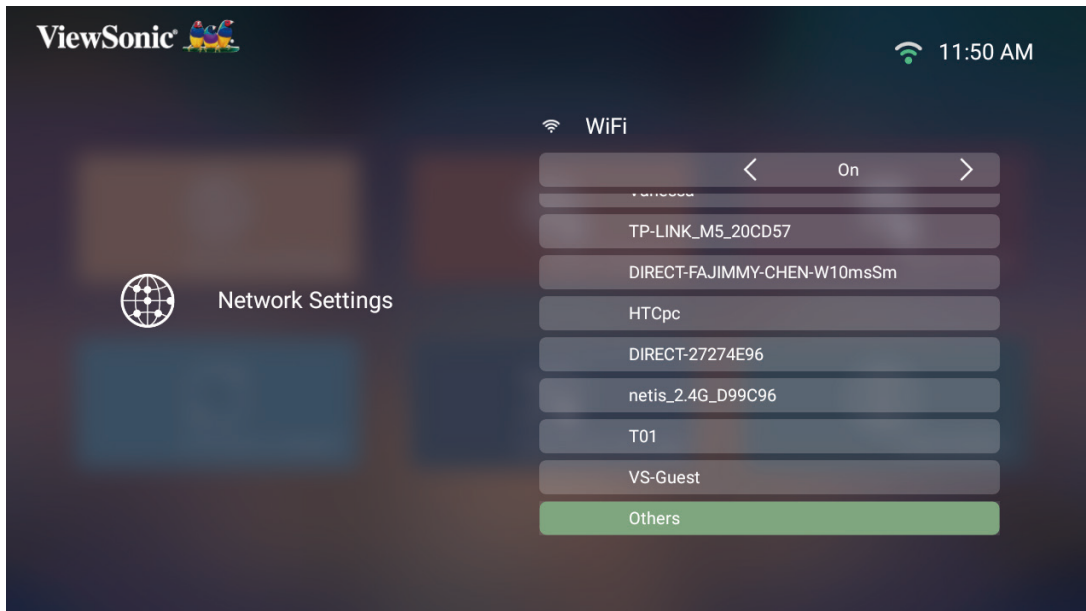 ViewSonic®
11:50 AM
WiFi
On
TP-LINK_M5_20CD57
DIRECT-FAJIMMY-CHEN-W10msSm
Network Settings
HTCpc
DIRECT-27274E96
netis_2.4G_D99C96
T01
VS-Guest
Others